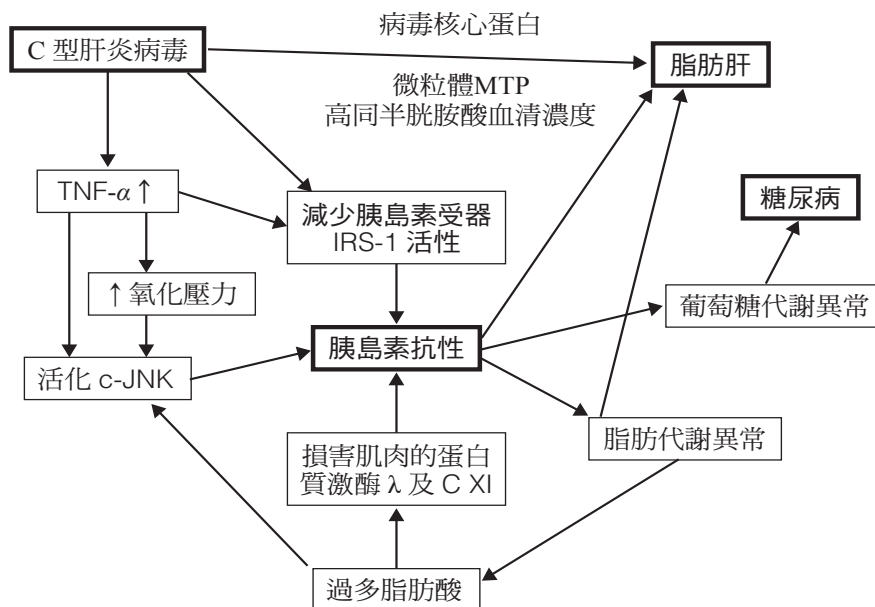 病毒核心蛋白
C 型肝炎病毒
脂肪肝
微粒體MTP
高同半胱胺酸血清濃度
TNF-α ↑
減少胰島素受器
IRS-1 活性
糖尿病
↑ 氧化壓力
葡萄糖代謝異常
胰島素抗性
活化 c-JNK
脂肪代謝異常
損害肌肉的蛋白
質激酶 λ 及 C XI
過多脂肪酸